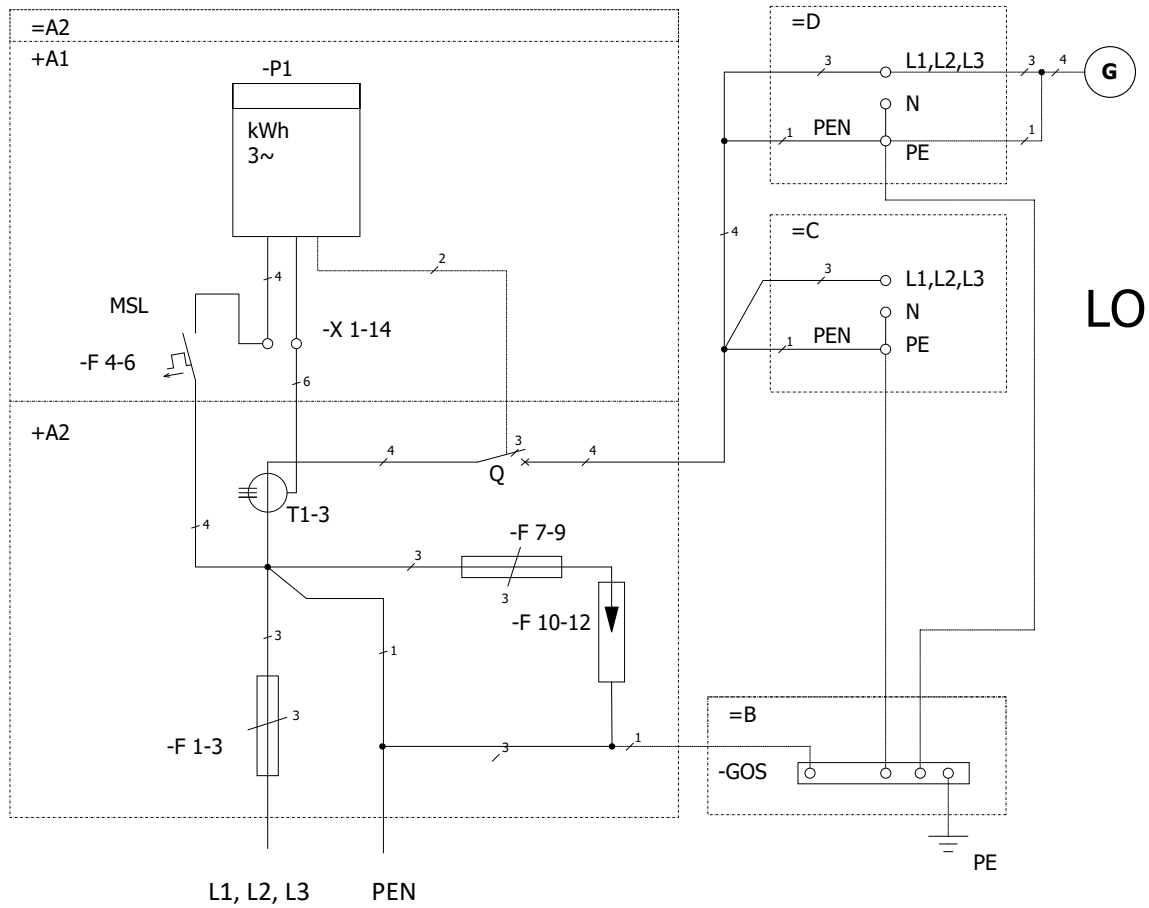 =A2
+A1
-P1
kWh
3~
4
2
MSL
-X 1-14
-F 4-6
6
+A2
4
3
4
Q
T1-3
4
-F 7-9
3
3
-F 10-12
3
1
3
-F 1-3
3
1
L1, L2, L3
PEN
=D
3
L1,L2,L3
3
4
G
N
1
PEN
PE
1
4
=C
3
L1,L2,L3
N
1
PEN
PE
LO
=B
-GOS
PE